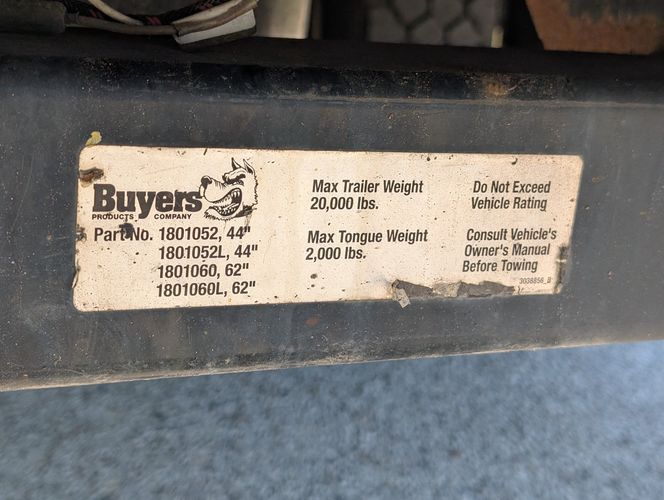 Buyers
PRODUCTS COMPANY
Part No. 1801052, 44"
1801052L, 44"
1801060, 62"
1801060L, 62"
Max Trailer Weight
20,000 lbs.
Max Tongue Weight
2,000 lbs.
Do Not Exceed
Vehicle Rating
Consult Vehicle's
Owner's Manual
Before Towing
3038856_B